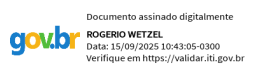 Documento assinado digitalmente
gov.br
ROGERIO WETZEL
Data: 15/09/2025 10:43:05-0300
Verifique em https://validar.iti.gov.br